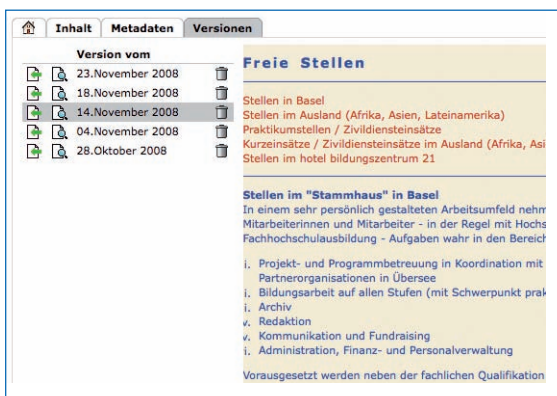 Inhalt Metadaten Versionen
Version vom
23.November 2008
18.November 2008
14.November 2008
04.November 2008
28.Oktober 2008
Freie Stellen
Stellen in Basel
Stellen im Ausland (Afrika, Asien, Lateinamerika)
Praktikumstellen / Zivildiensteinsätze
Kurzeinsätze / Zivildiensteinsätze im Ausland (Afrika, Asi
Stellen im hotel bildungszentrum 21
Stellen im "Stammhaus" in Basel
In einem sehr persönlich gestalteten Arbeitsumfeld nehm
Mitarbeiterinnen und Mitarbeiter - in der Regel mit Hochs
Fachhochschulausbildung - Aufgaben wahr in den Bereich
i. Projekt- und Programmbetreuung in Koordination mit
Partnerorganisationen in Übersee
i. Bildungsarbeit auf allen Stufen (mit Schwerpunkt prak
i. Archiv
v. Redaktion
v. Kommunikation und Fundraising
i. Administration, Finanz- und Personalverwaltung
Vorausgesetzt werden neben der fachlichen Qualifikation